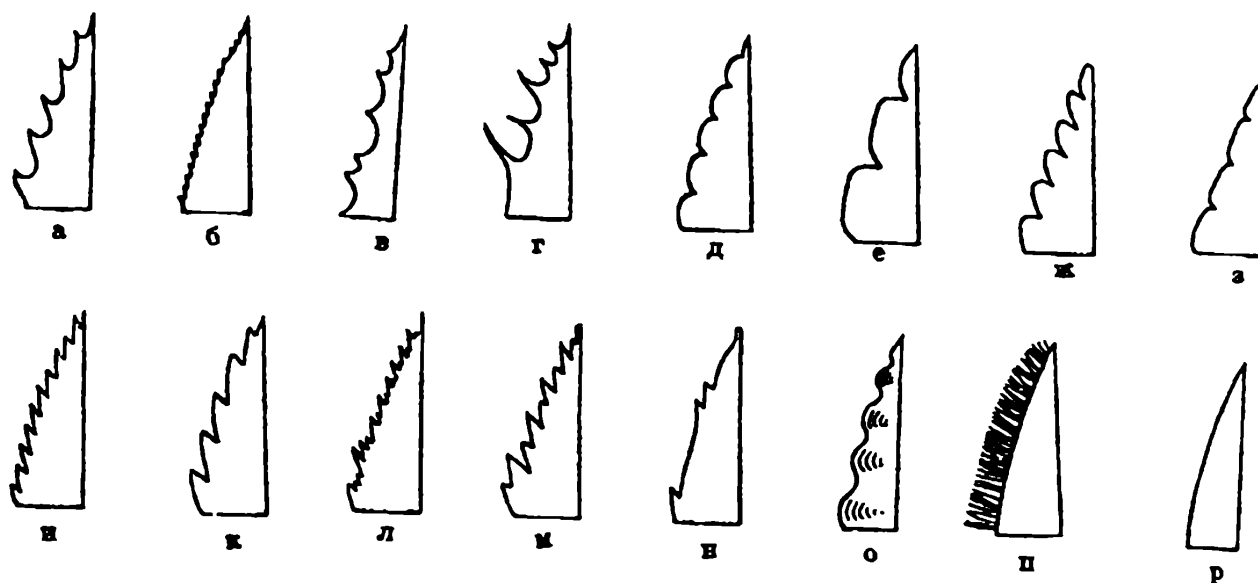 а б в г д е ж з
и к л м н о п р